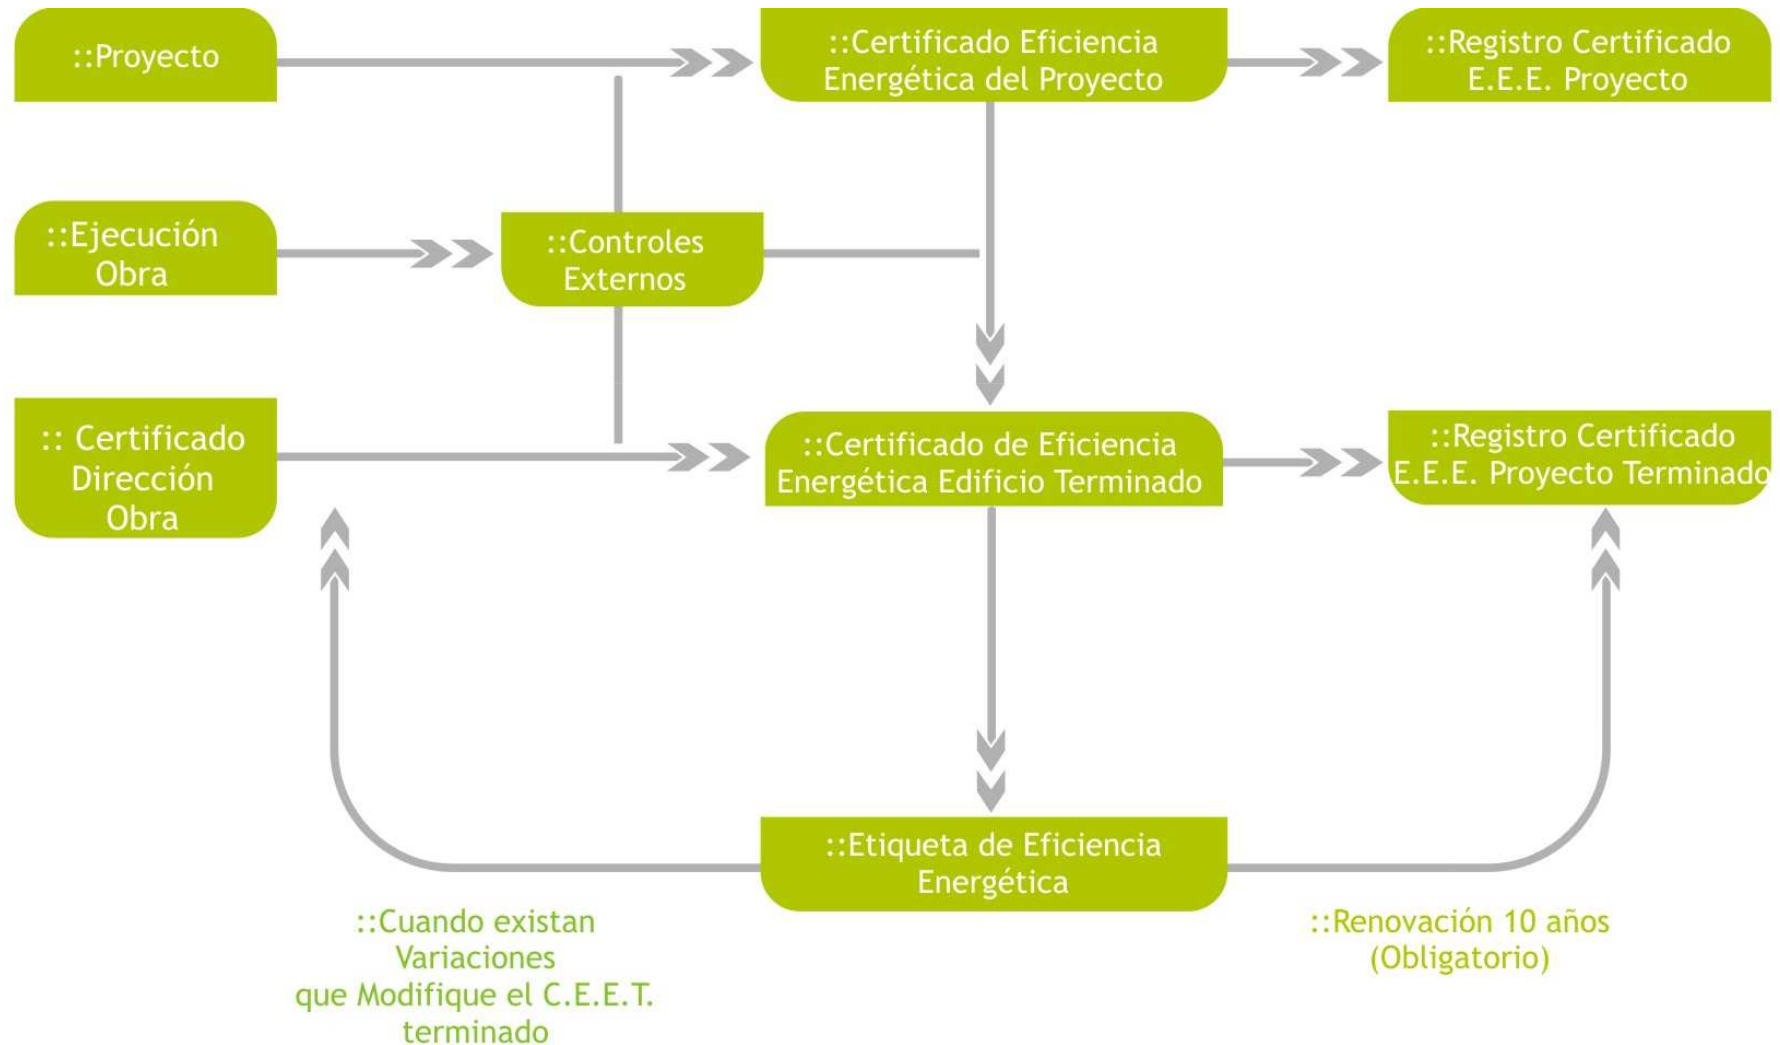 ::Proyecto
::Certificado Eficiencia
Energética del Proyecto
::Registro Certificado
E.E.E. Proyecto
::Ejecución
Obra
::Controles
Externos
:: Certificado
Dirección
Obra
::Certificado de Eficiencia
Energética Edificio Terminado
::Registro Certificado
E.E.E. Proyecto Terminado
::Etiqueta de Eficiencia
Energética
::Cuando existan
Variaciones
que Modifique el C.E.E.T.
terminado
::Renovación 10 años
(Obligatorio)